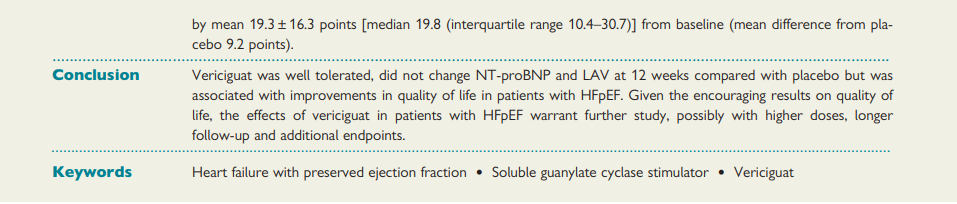 by mean 19.3 ± 16.3 points [median 19.8 (interquartile range 10.4–30.7)] from baseline (mean difference from pla-
cebo 9.2 points).
Conclusion Vericiguat was well tolerated, did not change NT-proBNP and LAV at 12 weeks compared with placebo but was
associated with improvements in quality of life in patients with HFpEF. Given the encouraging results on quality of
life, the effects of vericiguat in patients with HFpEF warrant further study, possibly with higher doses, longer
follow-up and additional endpoints.
Keywords Heart failure with preserved ejection fraction • Soluble guanylate cyclase stimulator • Vericiguat